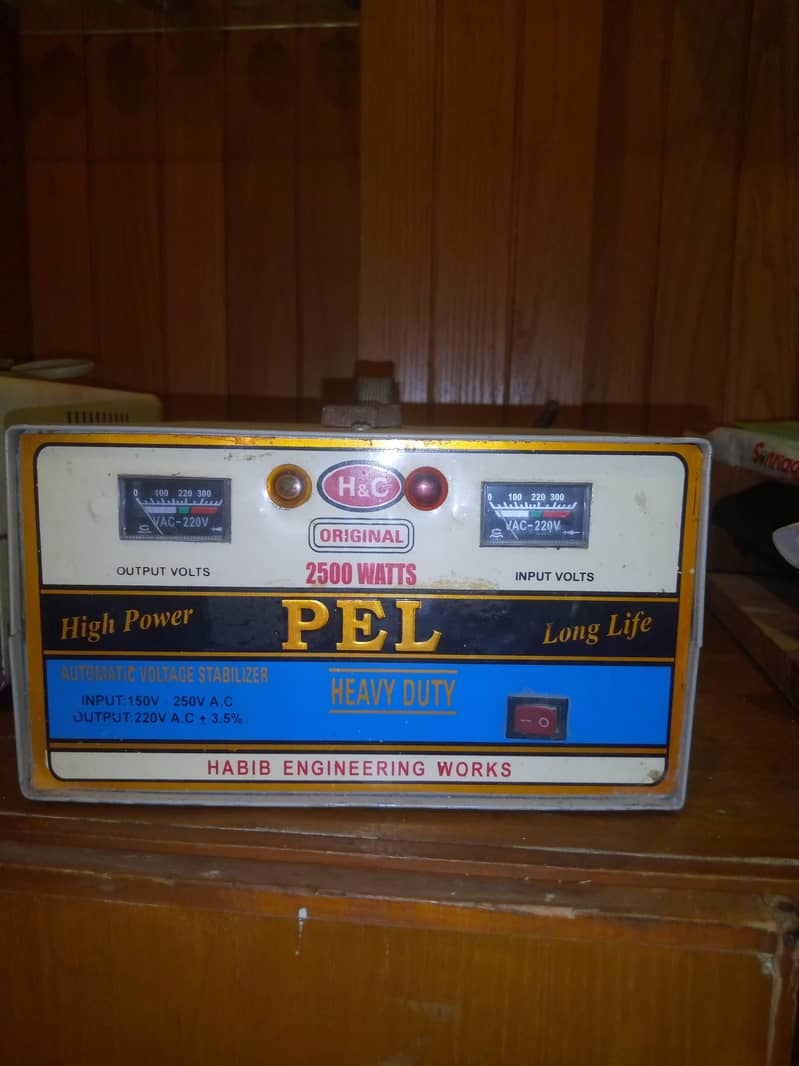 H&C
0 100 220 300
VAC-220V
0 100 220 300
VAC-220V
ORIGINAL
OUTPUT VOLTS
2500 WATTS
INPUT VOLTS
High Power
PEL
Long Life
AUTOMATIC VOLTAGE STABILIZER
INPUT:150V - 250V A.C
OUTPUT:220V A.C ± 3.5%
HEAVY DUTY
HABIB ENGINEERING WORKS